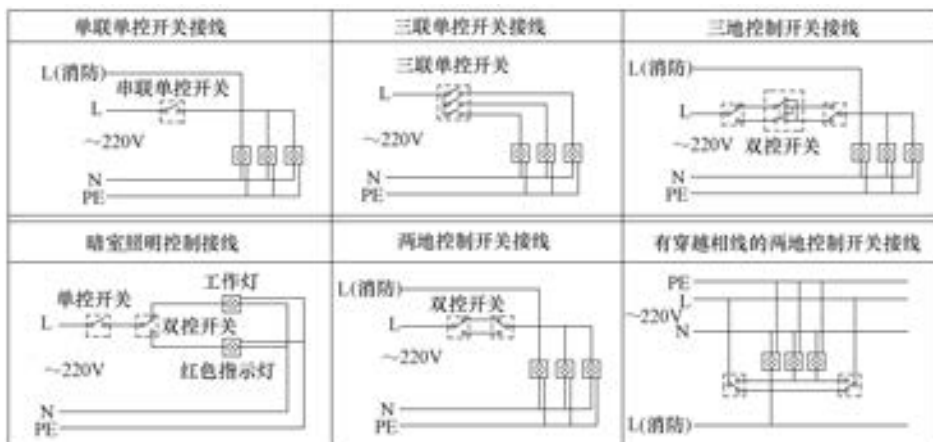 单联单控开关接线
L(消防)
串联单控开关
L
～220V
N
PE
三联单控开关接线
三联单控开关
L
～220V
N
PE
三地控制开关接线
L(消防)
L
～220V
双控开关
N
PE
暗室照明控制接线
工作灯
单控开关
L
双控开关
～220V
红色指示灯
N
PE
两地控制开关接线
L(消防)
双控开关
L
～220V
N
PE
有穿越相线的两地控制开关接线
PE
L
～220V
N
L(消防)